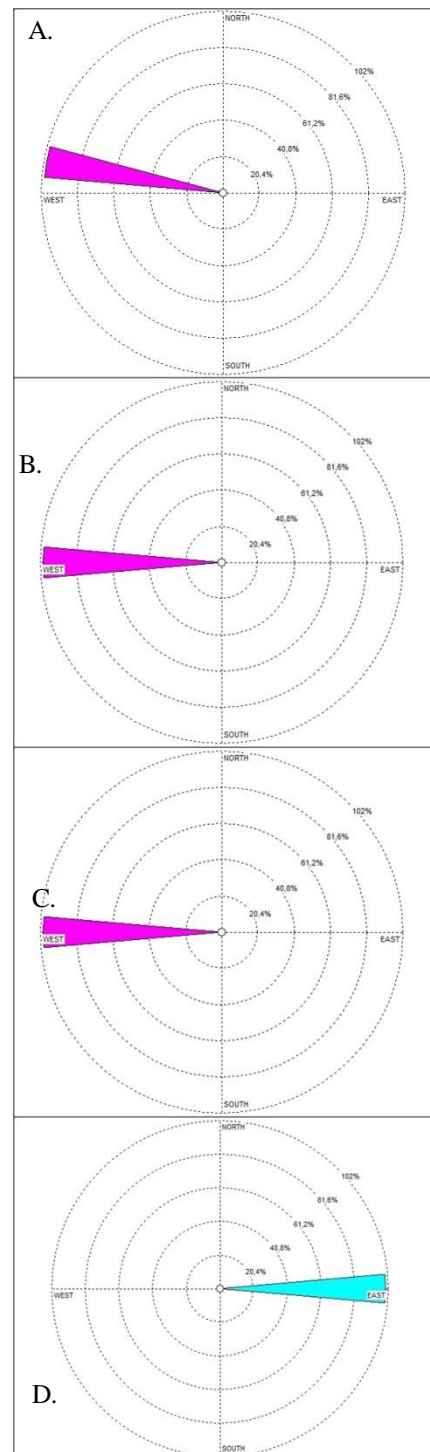 A.
NORTH
102%
81,6%
61,2%
40,8%
20,4%
WEST
EAST
SOUTH
NORTH
B.
102%
81,6%
61,2%
40,8%
20,4%
WEST
EAST
SOUTH
NORTH
102%
81,6%
61,2%
40,8%
C.
20,4%
WEST
EAST
SOUTH
NORTH
102%
81,6%
61,2%
40,8%
20,4%
WEST
EAST
D.
SOUTH